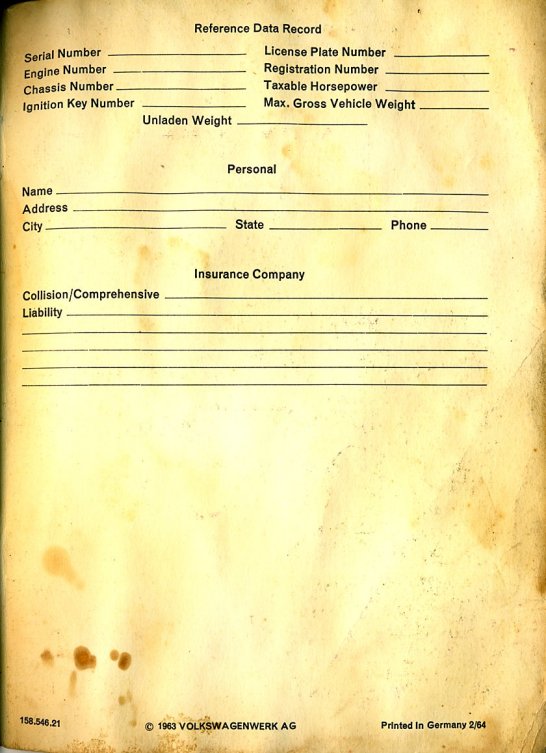 Reference Data Record
Serial Number License Plate Number
Engine Number Registration Number
Chassis Number Taxable Horsepower
Ignition Key Number Max. Gross Vehicle Weight
Unladen Weight
Personal
Name
Address
City State Phone
Insurance Company
Collision/Comprehensive
Liability
158.546.21 © 1963 VOLKSWAGENWERK AG Printed in Germany 2/64